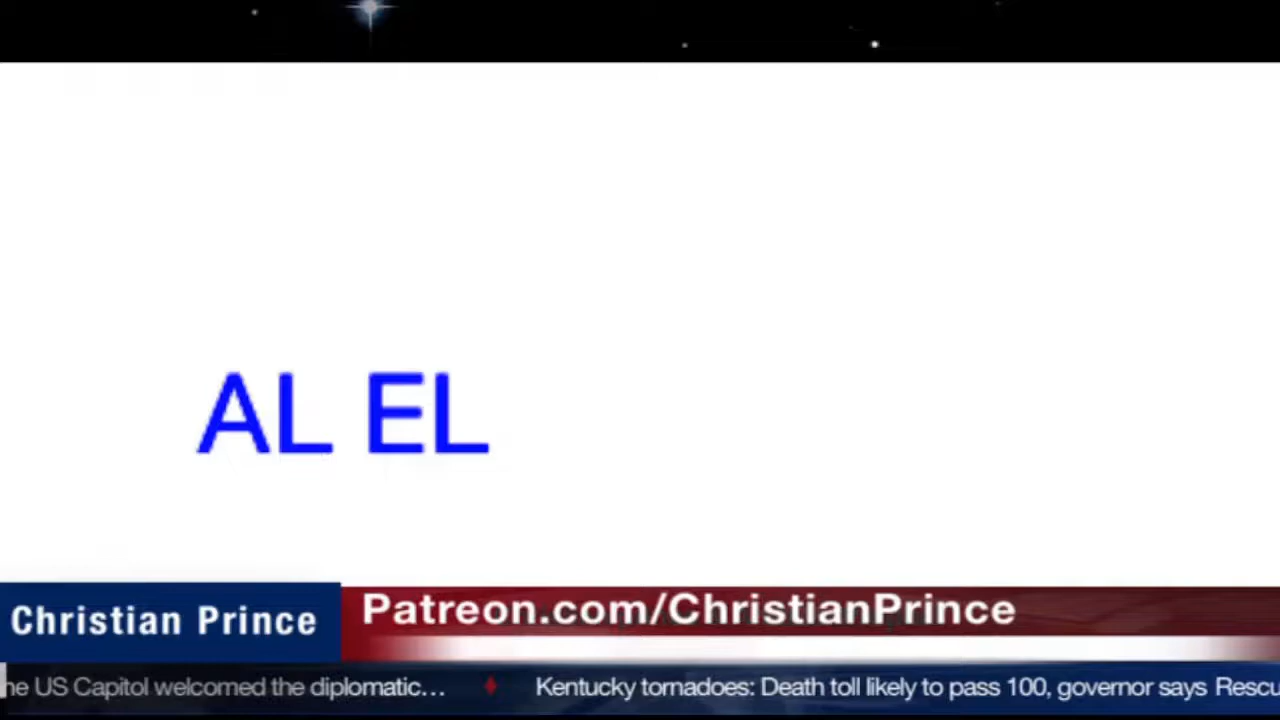 AL EL
Christian Prince
Patreon.com/ChristianPrince
he US Capitol welcomed the diplomatic… ♦ Kentucky tornadoes: Death toll likely to pass 100, governor says Rescu